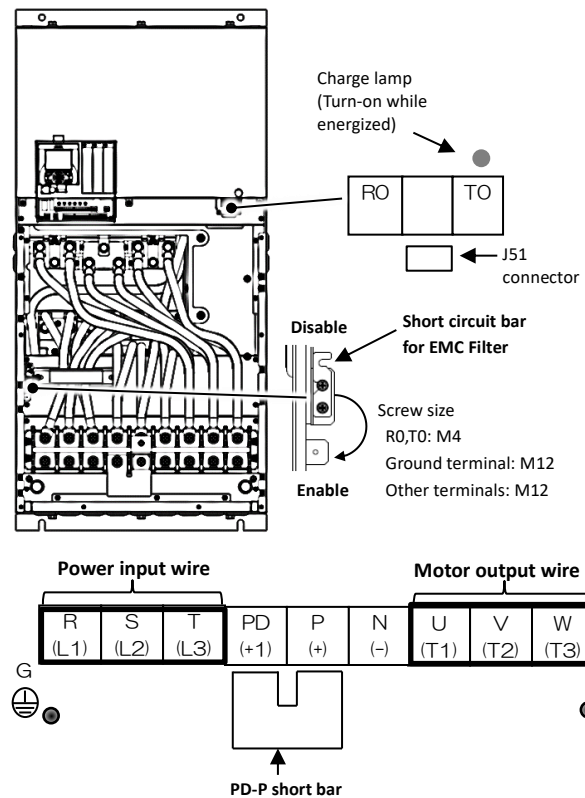 Charge lamp
(Turn-on while
energized)
R0
T0
J51
connector
Disable
Short circuit bar
for EMC Filter
Screw size
R0,T0: M4
Ground terminal: M12
Other terminals: M12
Enable
Power input wire
Motor output wire
R
S
T
PD
P
N
U
V
W
(L1)
(L2)
(L3)
(+1)
(+)
(−)
(T1)
(T2)
(T3)
G
PD-P short bar